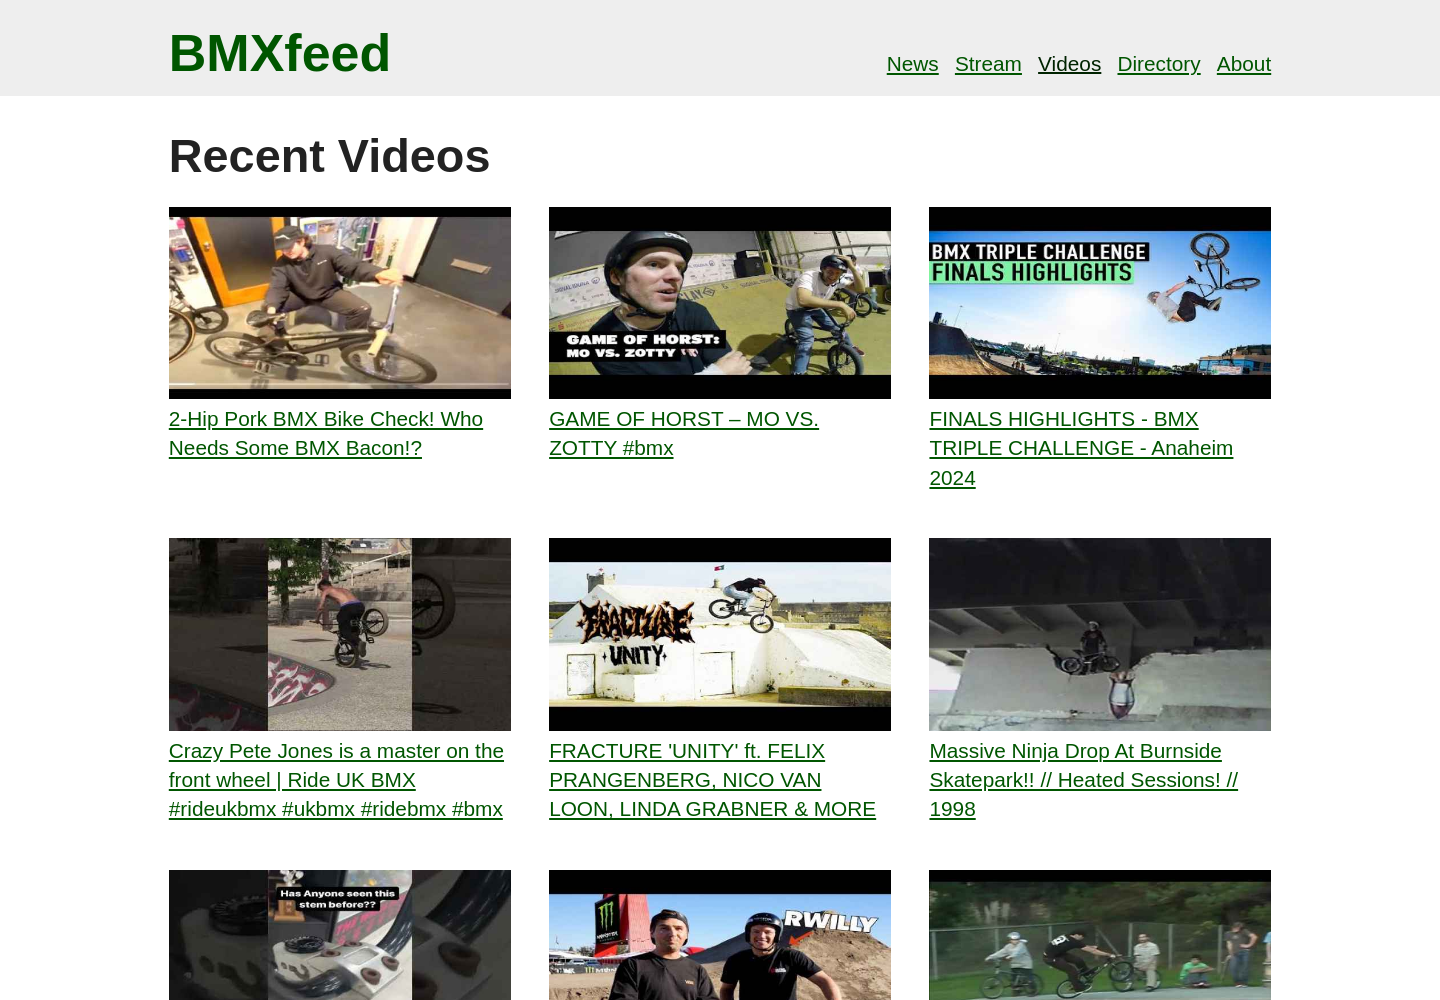 BMXfeed
News Stream Videos Directory About
Recent Videos
BMX TRIPLE CHALLENGE
FINALS HIGHLIGHTS
GAME OF HORST:
MO VS. ZOTTY
2-Hip Pork BMX Bike Check! Who
Needs Some BMX Bacon!?
GAME OF HORST – MO VS.
ZOTTY #bmx
FINALS HIGHLIGHTS - BMX
TRIPLE CHALLENGE - Anaheim
2024
FRACTURE
UNITY
Crazy Pete Jones is a master on the
front wheel | Ride UK BMX
#rideukbmx #ukbmx #ridebmx #bmx
FRACTURE 'UNITY' ft. FELIX
PRANGENBERG, NICO VAN
LOON, LINDA GRABNER & MORE
Massive Ninja Drop At Burnside
Skatepark!! // Heated Sessions! //
1998
Has Anyone seen this
stem before??
RWILLY